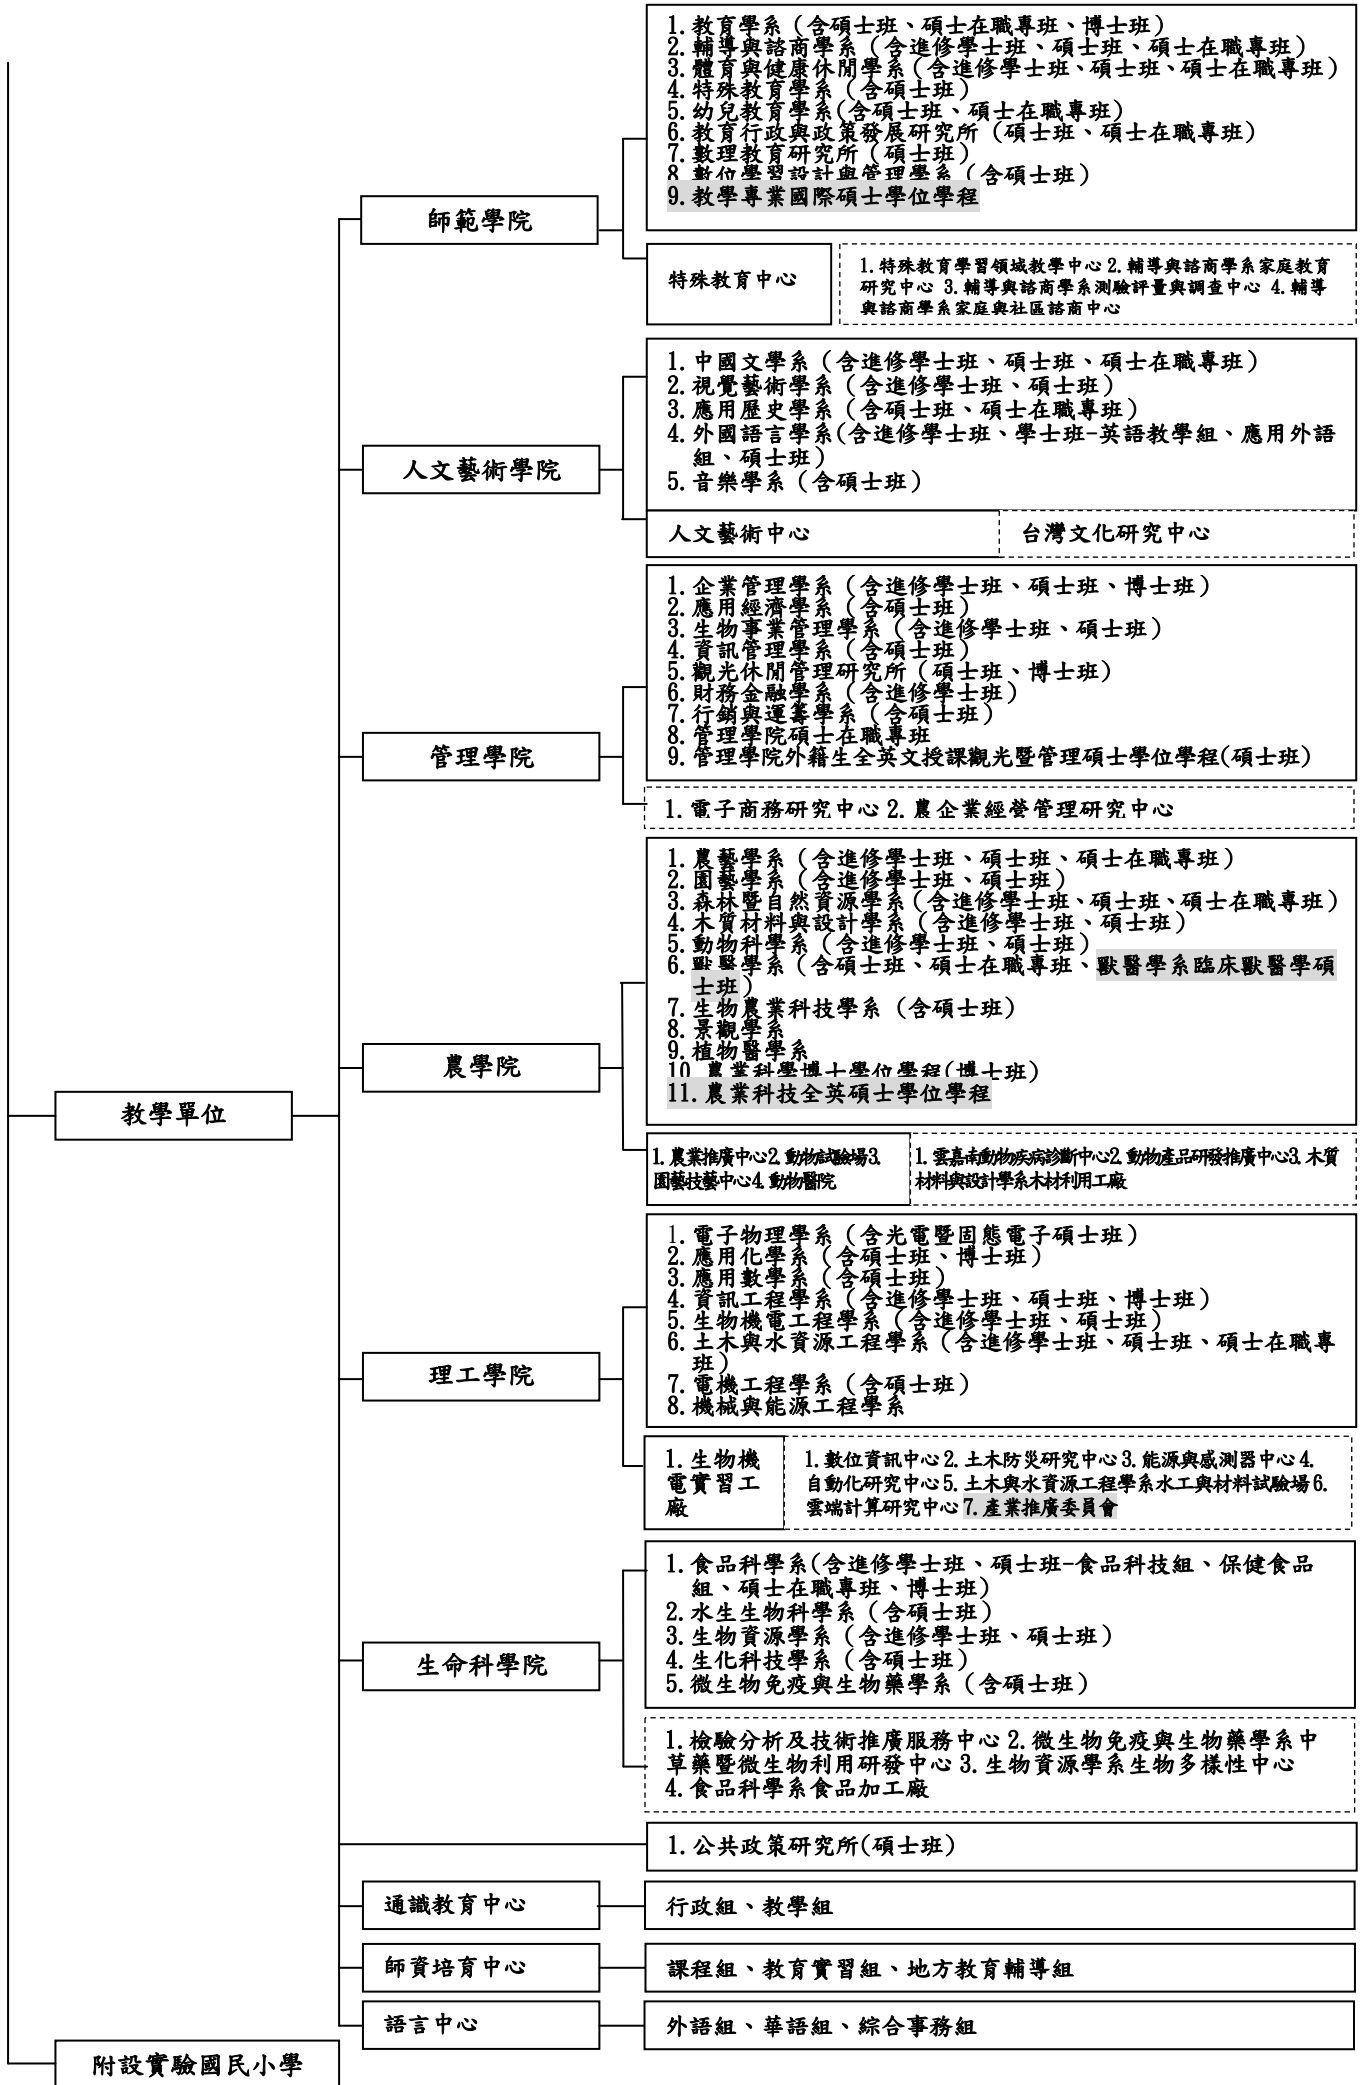 1.教育學系（含碩士班、碩士在職專班、博士班）
2.輔導與諮商學系（含進修學士班、碩士班、碩士在職專班）
3.體育與健康休閒學系(含進修學士班、碩士班、碩士在職專班）
4.特殊教育學系（含碩士班）
5.幼兒教育學系(含碩士班、碩士在職專班）
6.教育行政與政策發展研究所（碩士班、碩士在職專班）
7.數理教育研究所（碩士班）
8.數位學習設計與管理學系（含碩士班）
9.教學專業國際碩士學位學程
師範學院
特殊教育中心
1.特殊教育學習領域教學中心 2.輔導與諮商學系家庭教育
研究中心 3.輔導與諮商學系測驗評量與調查中心 4.輔導
與諮商學系家庭與社區諮商中心
1.中國文學系（含進修學士班、碩士班、碩士在職專班）
2.視覺藝術學系（含進修學士班、碩士班）
3.應用歷史學系（含碩士班、碩士在職專班）
4.外國語言學系(含進修學士班、學士班-英語教學組、應用外語
組、碩士班）
5.音樂學系（含碩士班）
人文藝術學院
人文藝術中心
台灣文化研究中心
1.企業管理學系（含進修學士班、碩士班、博士班）
2.應用經濟學系（含碩士班）
3.生物事業管理學系（含進修學士班、碩士班）
4.資訊管理學系（含碩士班）
5.觀光休閒管理研究所（碩士班、博士班）
6.財務金融學系（含進修學士班）
7.行銷與運籌學系（含碩士班）
8.管理學院碩士在職專班
9.管理學院外籍生全英文授課觀光暨管理碩士學位學程(碩士班)
管理學院
1.電子商務研究中心 2.農企業經營管理研究中心
1.農藝學系（含進修學士班、碩士班、碩士在職專班）
2.園藝學系（含進修學士班、碩士班）
3.森林暨自然資源學系(含進修學士班、碩士班、碩士在職專班）
4.木質材料與設計學系（含進修學士班、碩士班）
5.動物科學系（含進修學士班、碩士班）
6.獸醫學系（含碩士班、碩士在職專班、獸醫學系臨床獸醫學碩
士班）
7.生物農業科技學系（含碩士班）
8.景觀學系
9.植物醫學系
10.農業科學博士學位學程(博士班)
11.農業科技全英碩士學位學程
農學院
教學單位
1.農業推廣中心2.動物試驗場3.
園藝技藝中心4.動物醫院
1.雲嘉南動物疾病診斷中心2.動物產品研發推廣中心3.木質
材料與設計學系木材利用工廠
1.電子物理學系（含光電暨固態電子碩士班）
2.應用化學系（含碩士班、博士班）
3.應用數學系（含碩士班）
4.資訊工程學系（含進修學士班、碩士班、博士班）
5.生物機電工程學系（含進修學士班、碩士班）
6.土木與水資源工程學系（含進修學士班、碩士班、碩士在職專
班）
7.電機工程學系（含碩士班）
8.機械與能源工程學系
理工學院
1.生物機
電實習工
廠
1.數位資訊中心 2.土木防災研究中心 3.能源與感測器中心 4.
自動化研究中心 5.土木與水資源工程學系水工與材料試驗場 6.
雲端計算研究中心 7.產業推廣委員會
1.食品科學系(含進修學士班、碩士班-食品科技組、保健食品
組、碩士在職專班、博士班）
2.水生生物科學系（含碩士班）
3.生物資源學系（含進修學士班、碩士班）
4.生化科技學系（含碩士班）
5.微生物免疫與生物藥學系（含碩士班）
生命科學院
1.檢驗分析及技術推廣服務中心 2.微生物免疫與生物藥學系中
草藥暨微生物利用研發中心 3.生物資源學系生物多樣性中心
4.食品科學系食品加工廠
1.公共政策研究所(碩士班）
通識教育中心
行政組、教學組
師資培育中心
課程組、教育實習組、地方教育輔導組
語言中心
外語組、華語組、綜合事務組
附設實驗國民小學